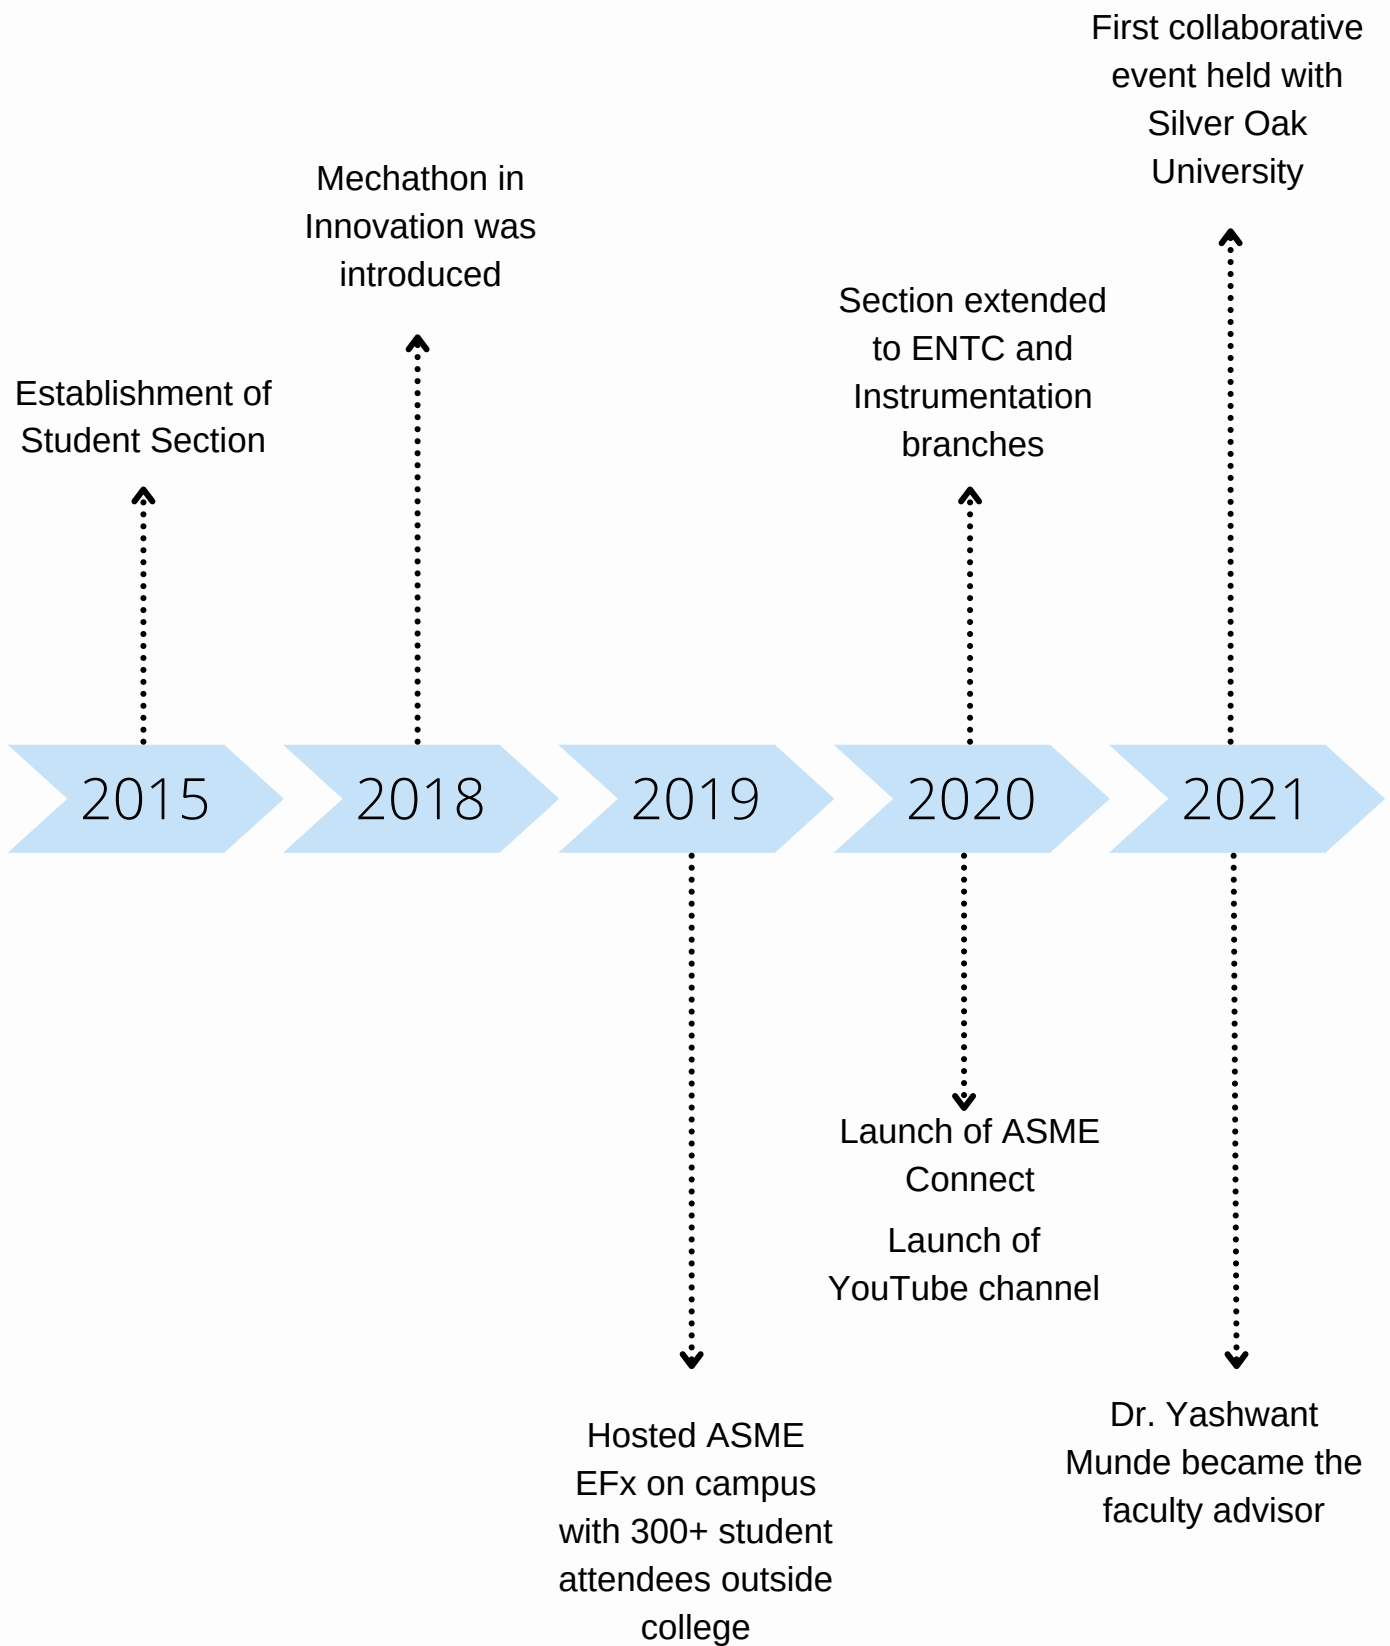 First collaborative
event held with
Silver Oak
University
Mechathon in
Innovation was
introduced
Section extended
to ENTC and
Instrumentation
branches
Establishment of
Student Section
2015
2018
2019
2020
2021
Launch of ASME
Connect
Launch of
YouTube channel
Hosted ASME
EFx on campus
with 300+ student
attendees outside
college
Dr. Yashwant
Munde became the
faculty advisor